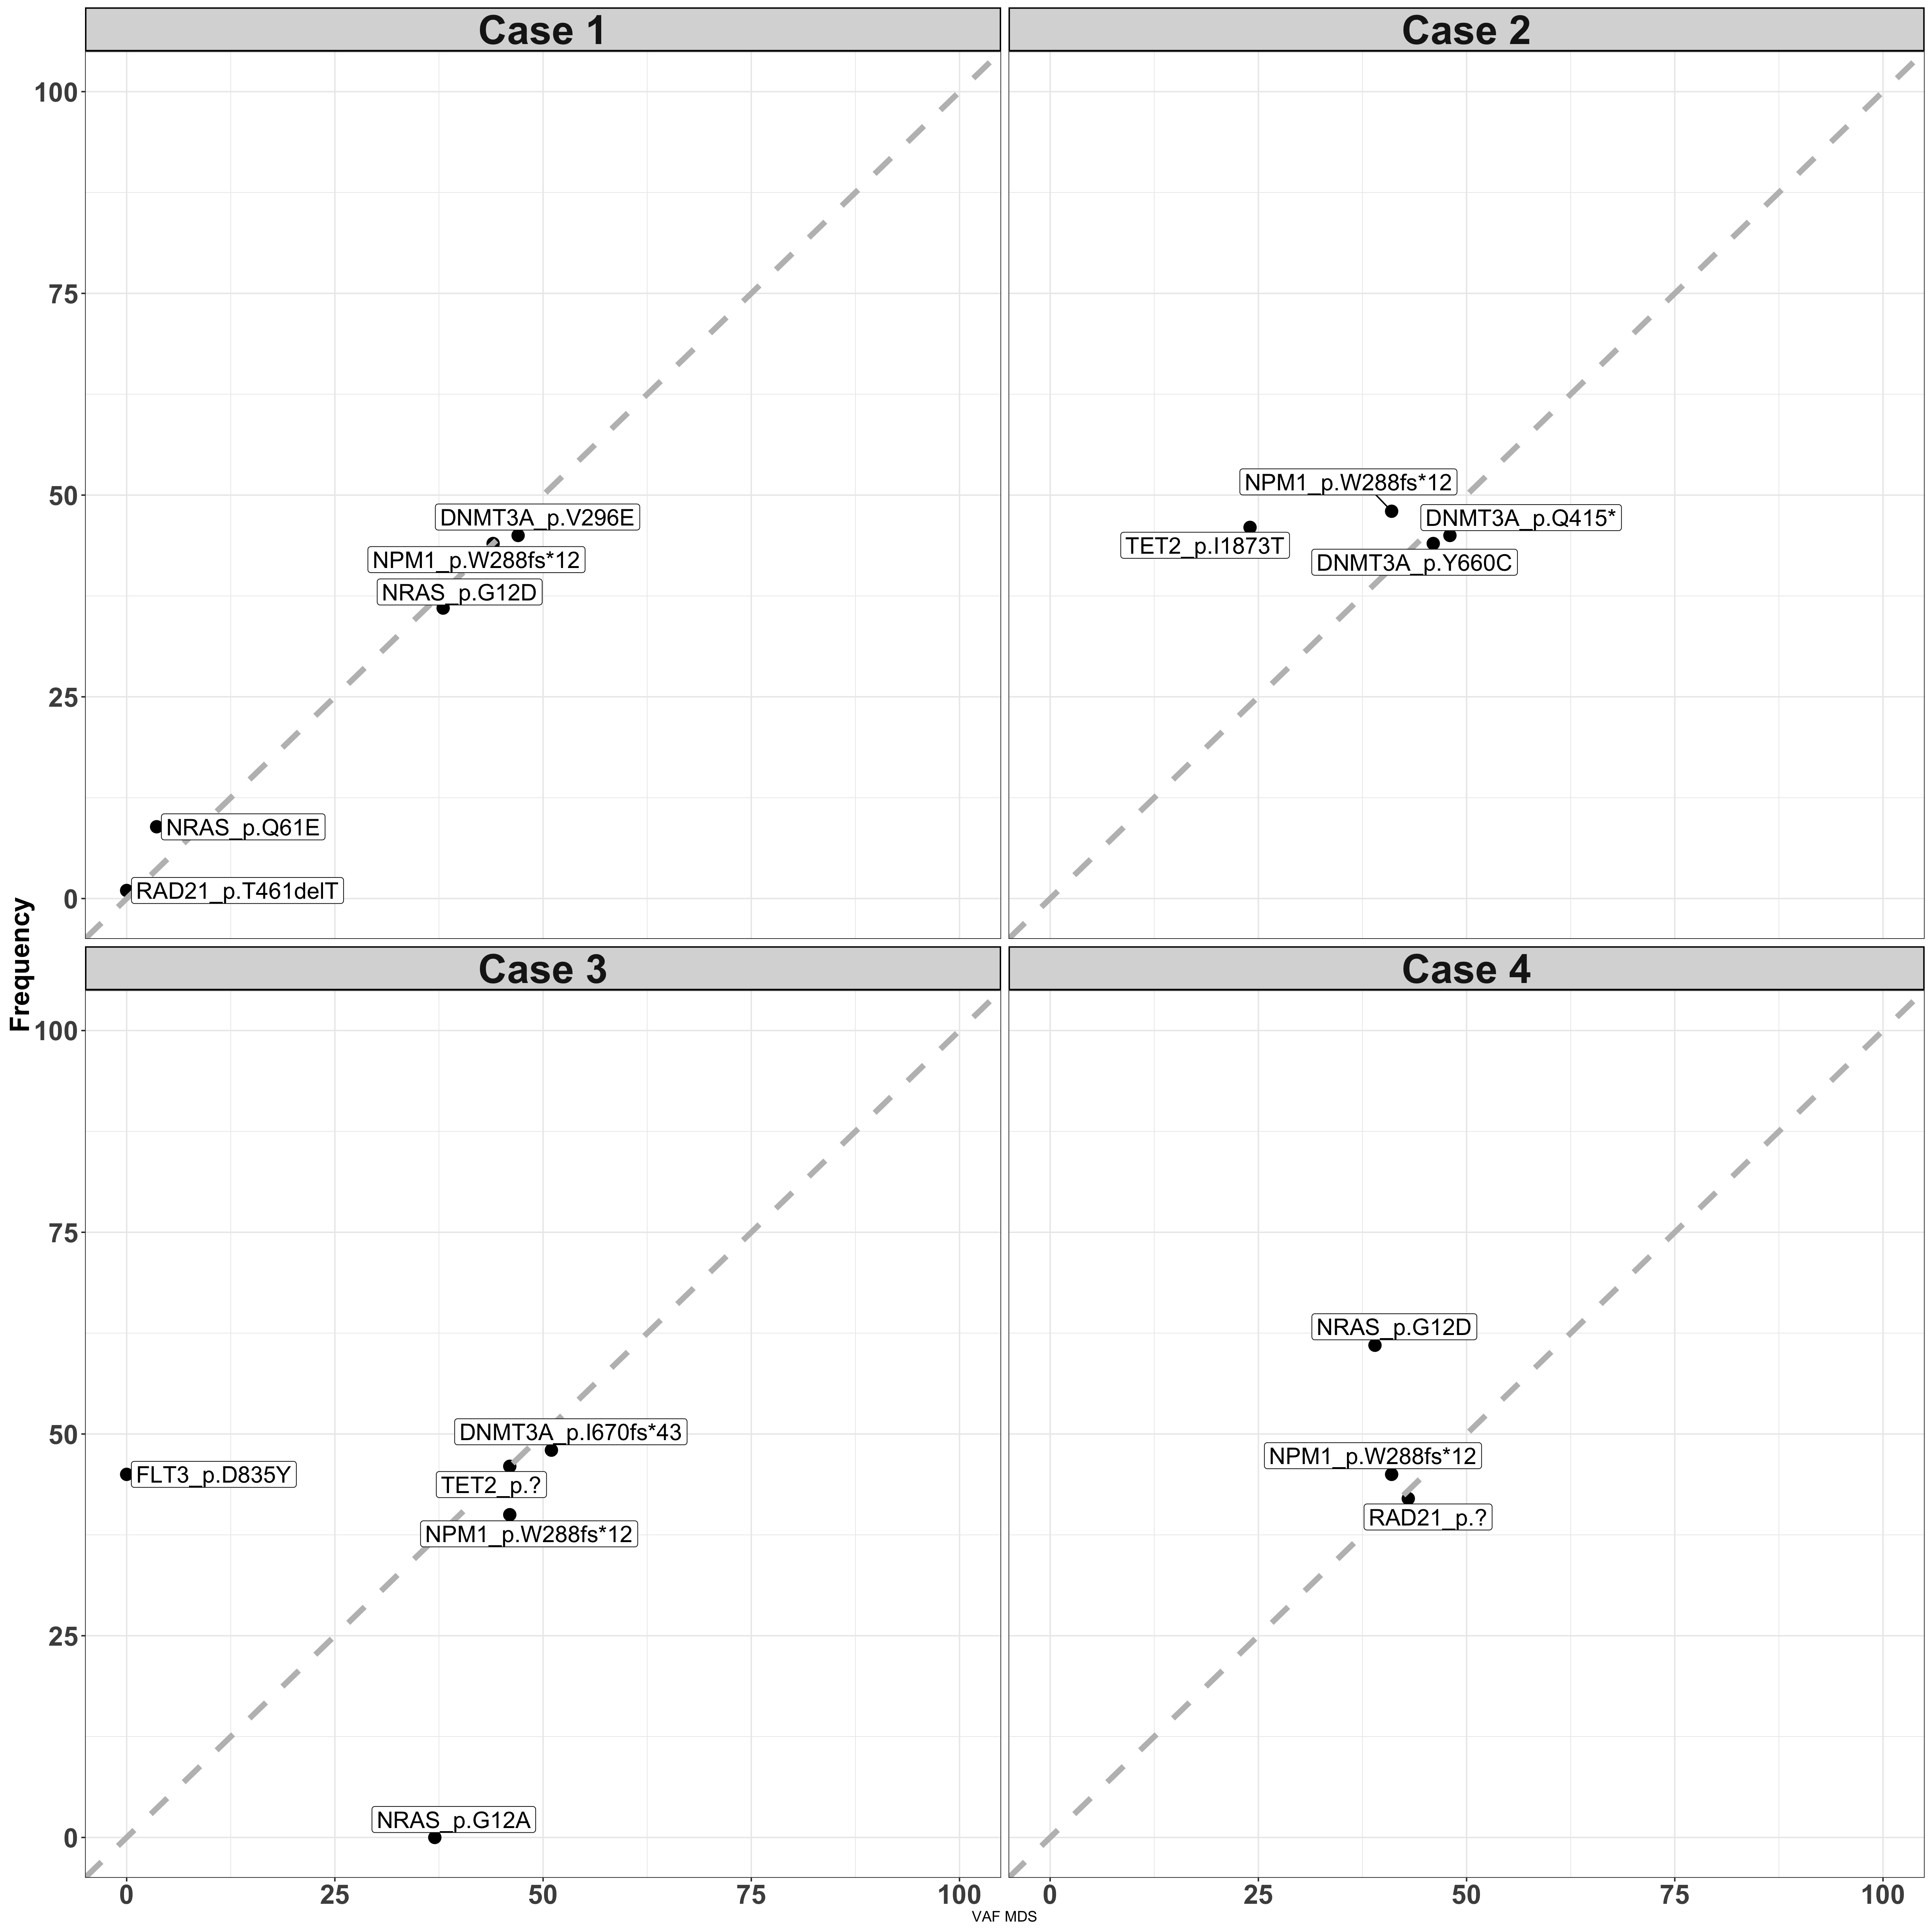 Case 1
Case 2
100
75
50
25
0
DNMT3A_p.V296E
NPM1_p.W288fs*12
NRAS_p.G12D
NRAS_p.Q61E
RAD21_p.T461delT
NPM1_p.W288fs*12
TET2_p.I1873T
DNMT3A_p.Q415*
DNMT3A_p.Y660C
Frequency
Case 3
Case 4
100
75
50
25
0
DNMT3A_p.I670fs*43
FLT3_p.D835Y
TET2_p.?
NPM1_p.W288fs*12
NRAS_p.G12A
NRAS_p.G12D
NPM1_p.W288fs*12
RAD21_p.?
0 25 50 75 100
0 25 50 75 100
VAF MDS